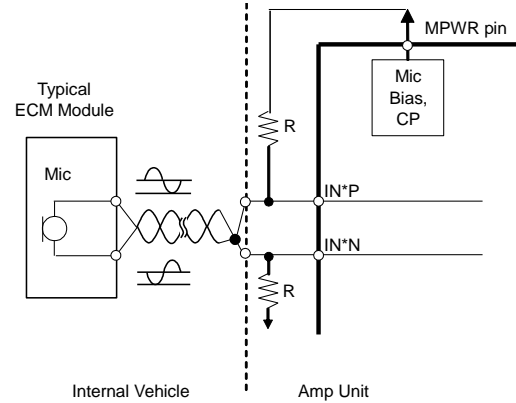 MPWR pin
Typical
ECM Module
Mic
Bias,
CP
R
Mic
IN*P
IN*N
R
Internal Vehicle
Amp Unit